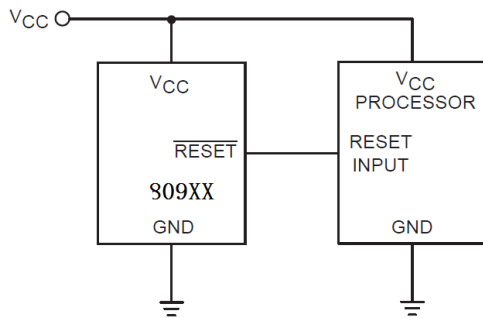 VCC
VCC
RESET
809XX
GND
VCC
PROCESSOR
RESET
INPUT
GND